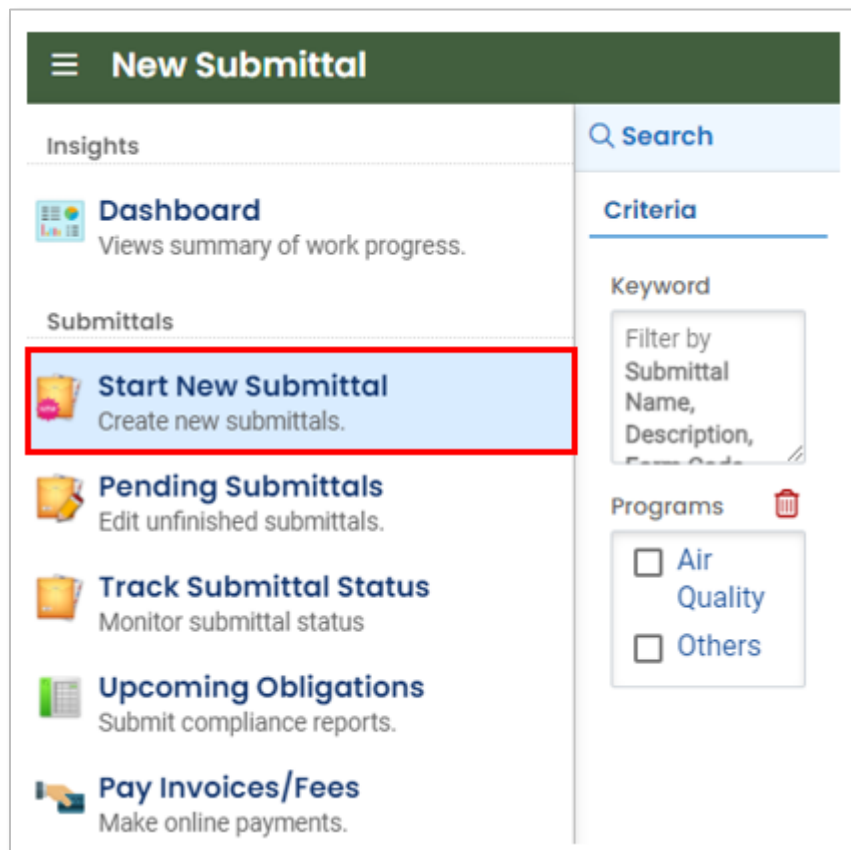 New Submittal
Insights
Dashboard
Views summary of work progress.
Submittals
Start New Submittal
Create new submittals.
Pending Submittals
Edit unfinished submittals.
Track Submittal Status
Monitor submittal status
Upcoming Obligations
Submit compliance reports.
Pay Invoices/Fees
Make online payments.
Search
Criteria
Keyword
Filter by
Submittal
Name,
Description,
Form Code
Programs
Air
Quality
Others